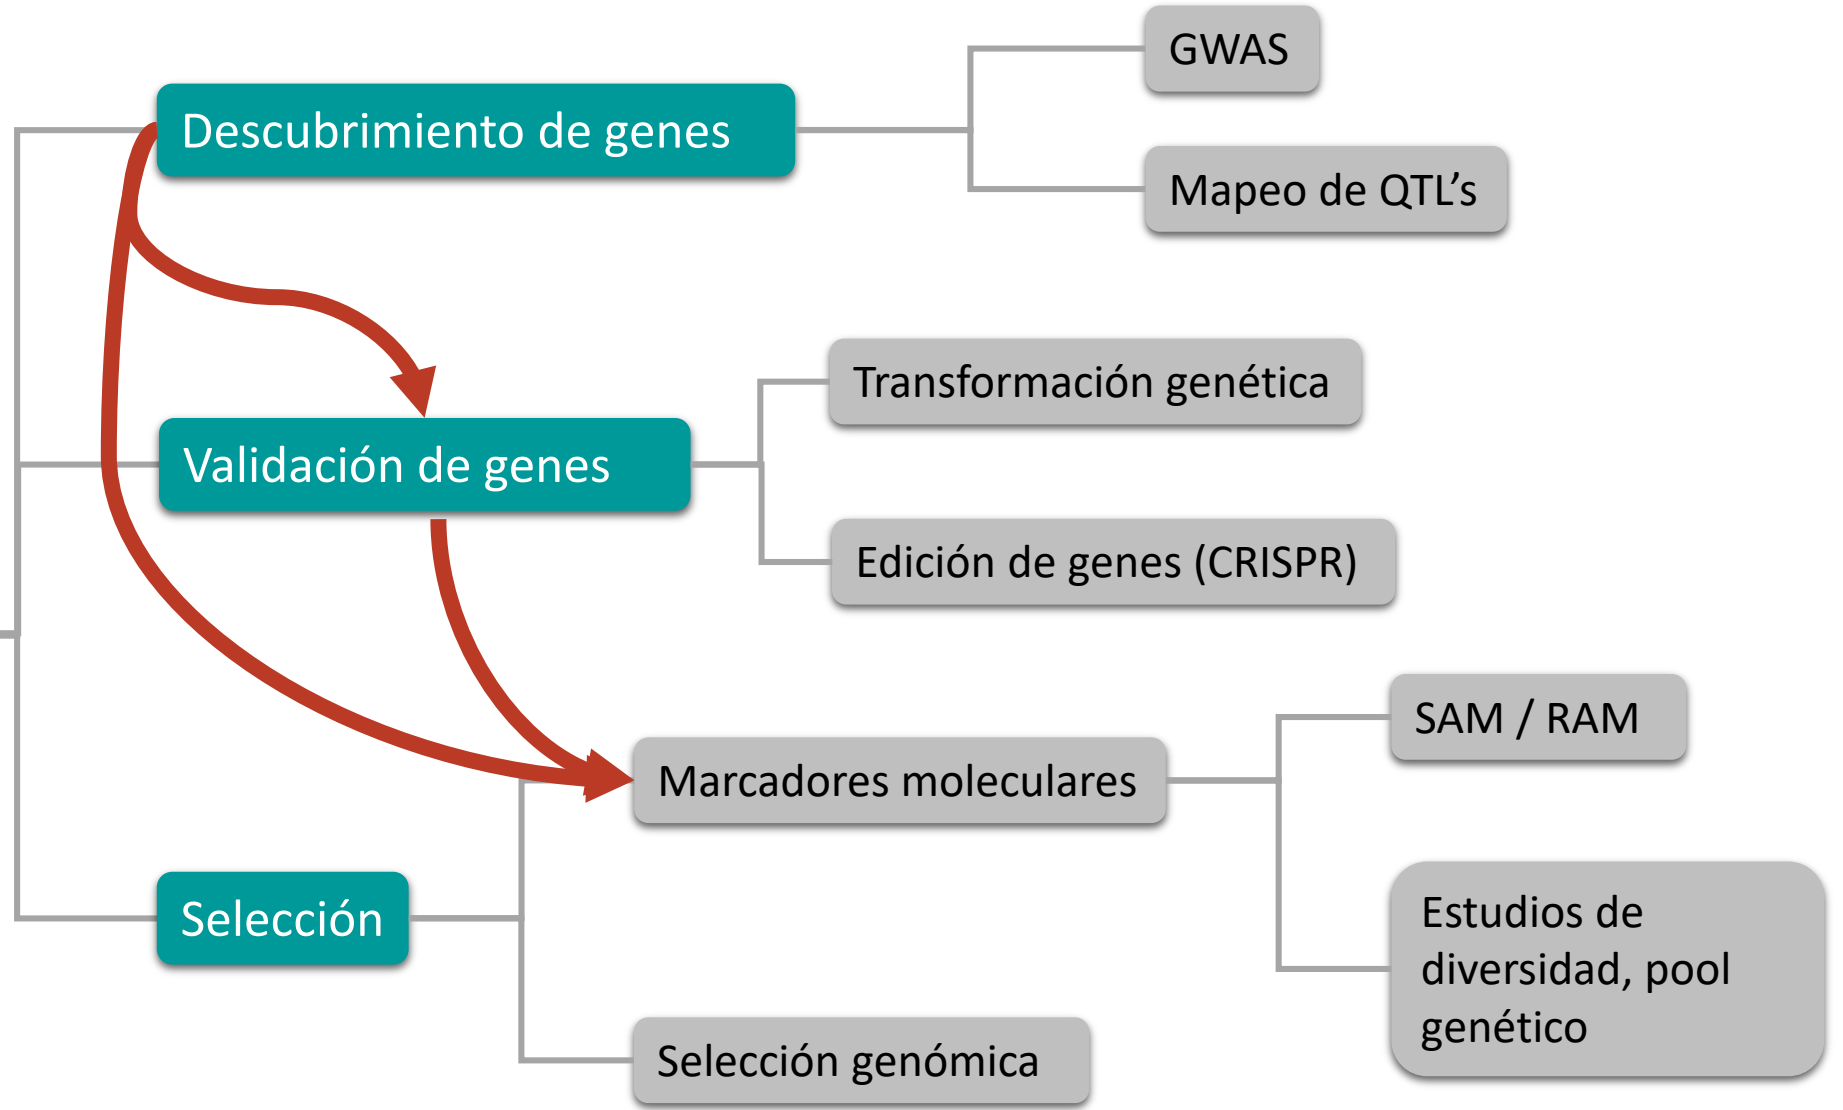 GWAS
Descubrimiento de genes
Mapeo de QTL’s
Transformación genética
Validación de genes
Edición de genes (CRISPR)
SAM / RAM
Marcadores moleculares
Estudios de
diversidad, pool
genético
Selección
Selección genómica